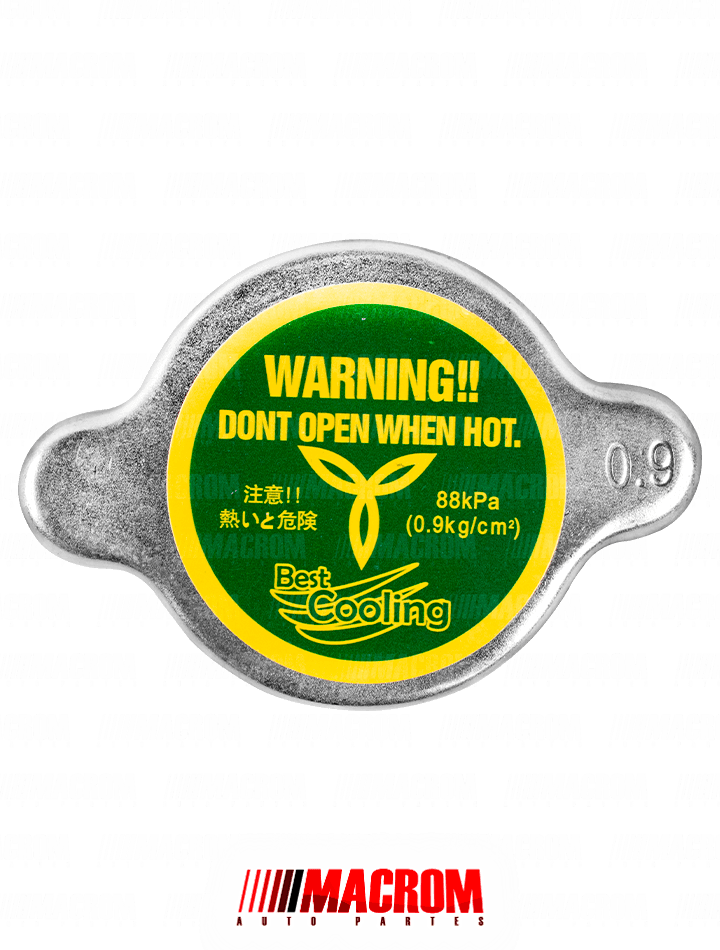 WARNING!!
DONT OPEN WHEN HOT.
注意!!
熱いと危険
88kPa
(0.9kg/cm²)
Best
Cooling
0.9
MACROM
AUTO PARTES